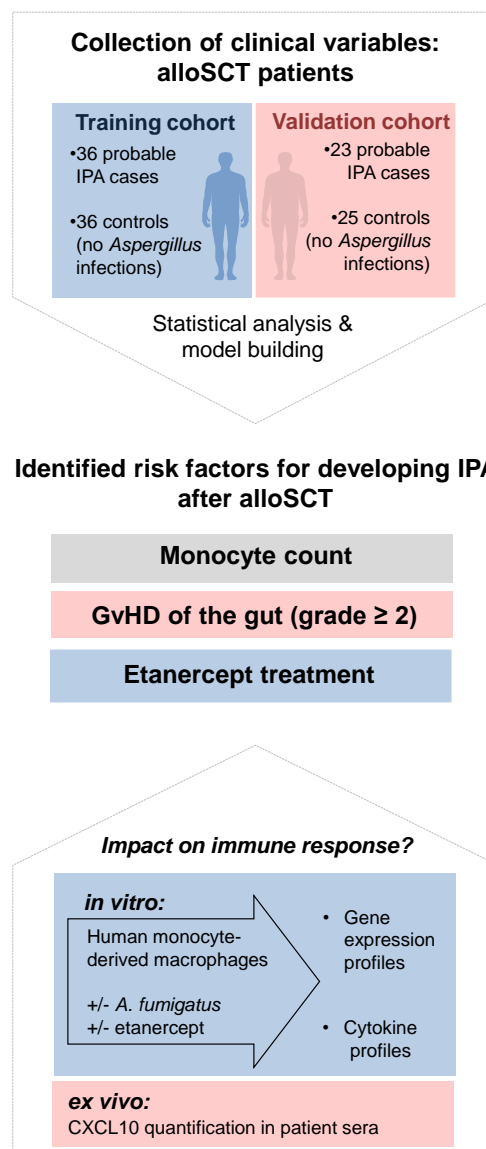 Collection of clinical variables:
alloSCT patients
Training cohort
•36 probable
IPA cases
•36 controls
(no Aspergillus
infections)
Validation cohort
•23 probable
IPA cases
•25 controls
(no Aspergillus
infections)
Statistical analysis &
model building
Identified risk factors for developing IPA
after alloSCT
Monocyte count
GvHD of the gut (grade ≥ 2)
Etanercept treatment
Impact on immune response?
in vitro:
Human monocyte-
derived macrophages
+/- A. fumigatus
+/- etanercept
• Gene
expression
profiles
• Cytokine
profiles
ex vivo:
CXCL10 quantification in patient sera